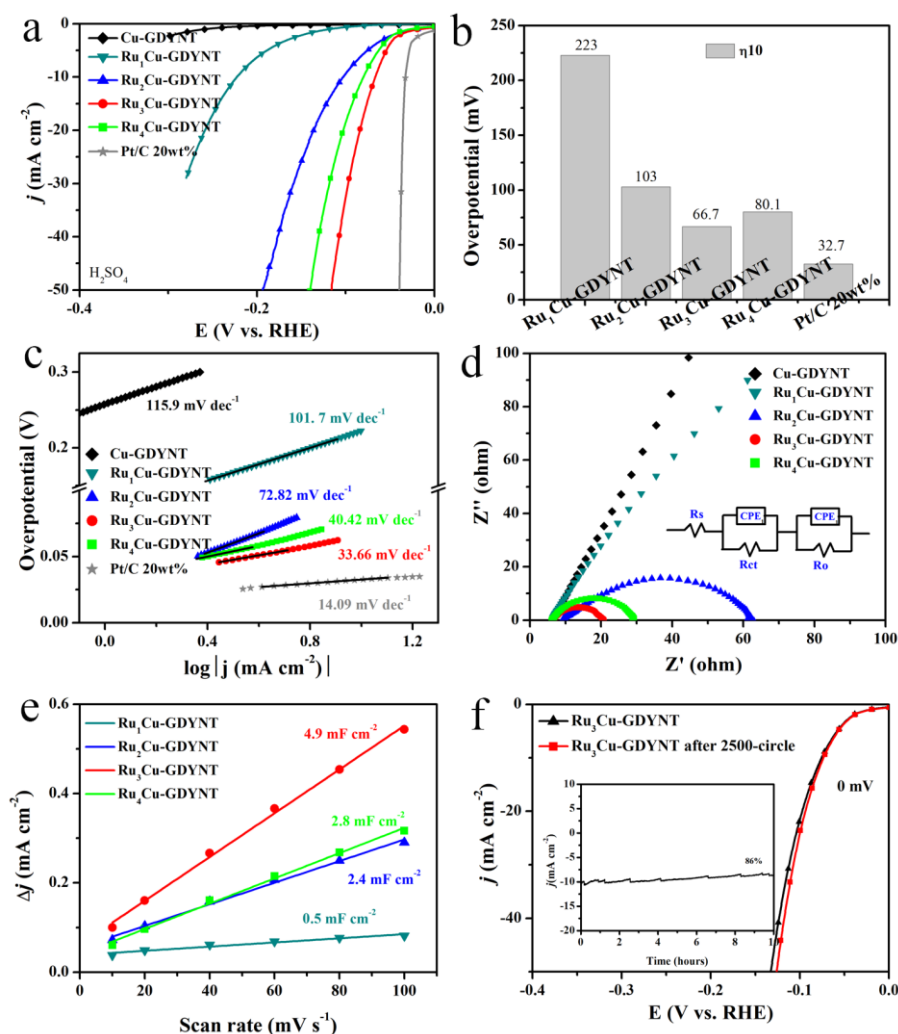 a
0
-10
-20
-30
-40
-50
j (mA cm⁻²)
Cu-GDYNT
Ru₁Cu-GDYNT
Ru₂Cu-GDYNT
Ru₃Cu-GDYNT
Ru₄Cu-GDYNT
Pt/C 20wt%
H₂SO₄
-0.4
-0.2
0.0
E (V vs. RHE)
b
250
200
150
100
50
0
Overpotential (mV)
η10
223
103
66.7
80.1
32.7
Ru₁Cu-GDYNT
Ru₂Cu-GDYNT
Ru₃Cu-GDYNT
Ru₄Cu-GDYNT
Pt/C 20wt%
c
0.3
0.2
0.05
0.00
Overpotential (V)
115.9 mV dec⁻¹
101. 7 mV dec⁻¹
Cu-GDYNT
Ru₁Cu-GDYNT
Ru₂Cu-GDYNT
Ru₃Cu-GDYNT
Ru₄Cu-GDYNT
Pt/C 20wt%
72.82 mV dec⁻¹
40.42 mV dec⁻¹
33.66 mV dec⁻¹
14.09 mV dec⁻¹
0.0
0.4
0.8
1.2
log|j (mA cm⁻²)|
d
100
80
60
40
20
0
Z'' (ohm)
Cu-GDYNT
Ru₁Cu-GDYNT
Ru₂Cu-GDYNT
Ru₃Cu-GDYNT
Ru₄Cu-GDYNT
Rs
CPE
CPE
Rct
Ro
0
20
40
60
80
100
Z' (ohm)
e
0.6
0.4
0.2
0.0
Δj (mA cm⁻²)
Ru₁Cu-GDYNT
Ru₂Cu-GDYNT
Ru₃Cu-GDYNT
Ru₄Cu-GDYNT
4.9 mF cm⁻²
2.8 mF cm⁻²
2.4 mF cm⁻²
0.5 mF cm⁻²
0
20
40
60
80
100
Scan rate (mV s⁻¹)
f
0
-20
-40
j (mA cm⁻²)
Ru₃Cu-GDYNT
Ru₃Cu-GDYNT after 2500-circle
0 mV
10
5
0
-5
-10
-15
-20
j(mA cm⁻²)
86%
0
2
4
6
8
Time (hours)
-0.4
-0.3
-0.2
-0.1
0.0
E (V vs. RHE)